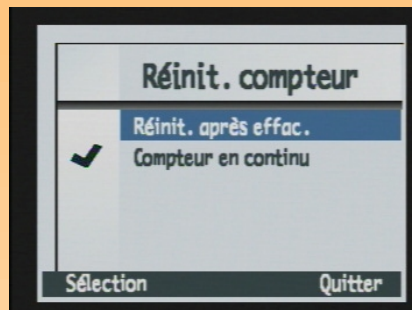 Réinit. compteur
Réinit. après effac.
Compteur en continu
Sélection Quitter